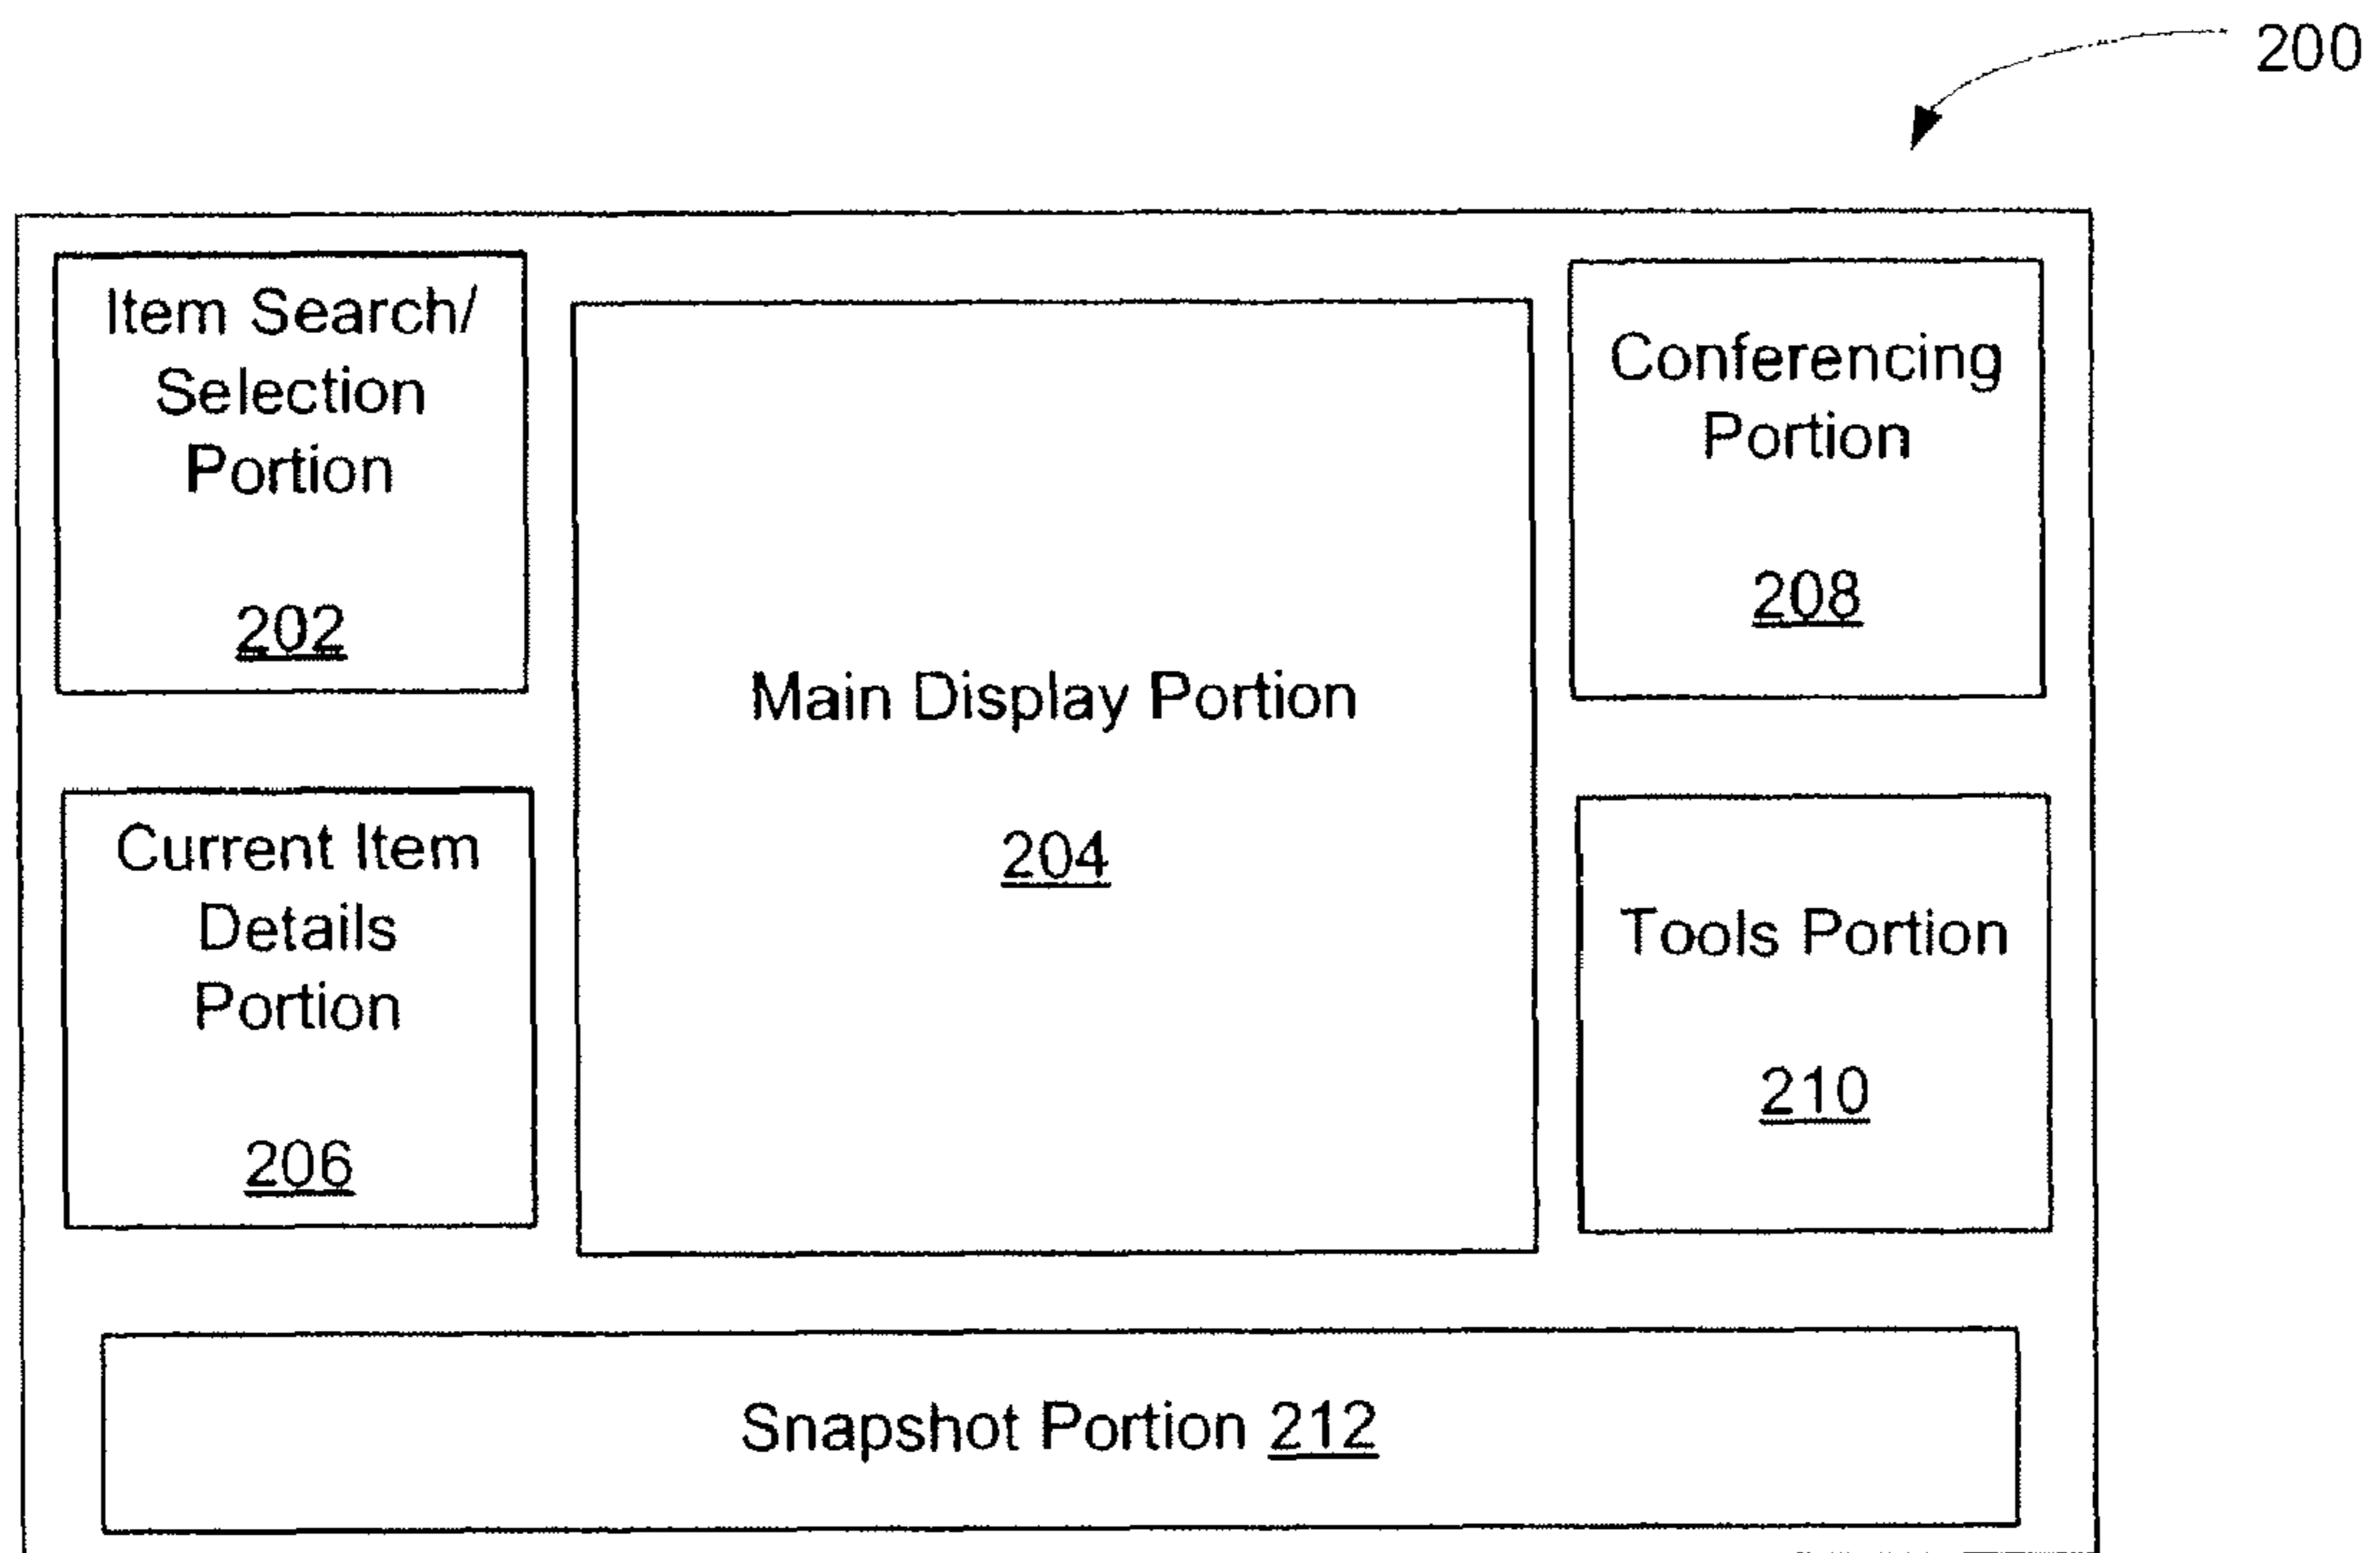 200
Item Search/
Selection
Portion
202
Main Display Portion
204
Conferencing
Portion
208
Current Item
Details
Portion
206
Tools Portion
210
Snapshot Portion 212